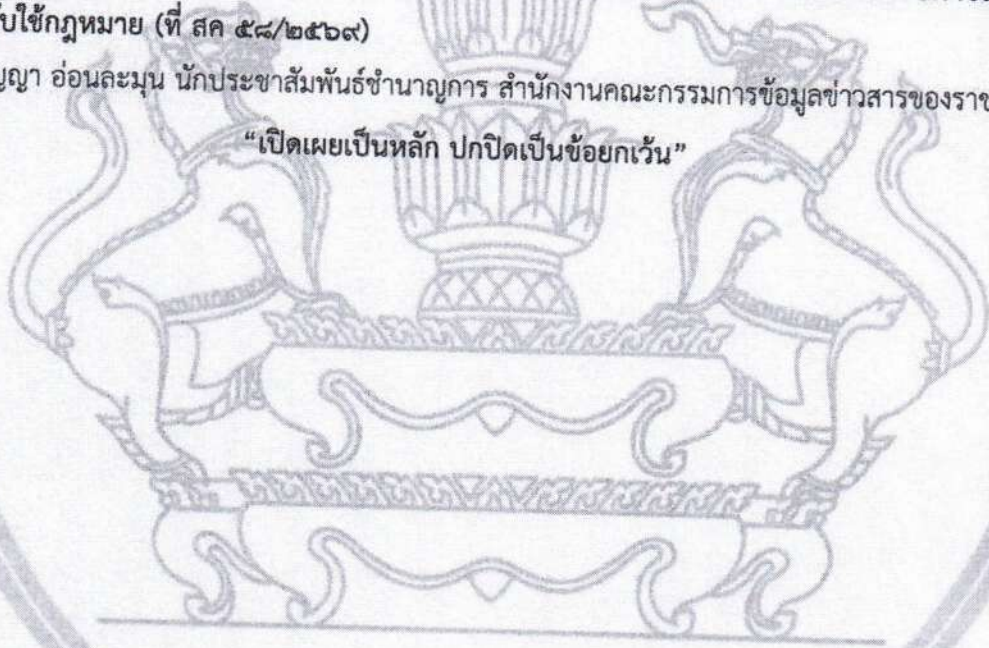 บใช้กฎหมาย (ที่ สค ๕๘/๒๕๖๙)
ญญา อ่อนละมุน นักประชาสัมพันธ์ชำนาญการ สำนักงานคณะกรรมการข้อมูลข่าวสารของราช
“เปิดเผยเป็นหลัก ปกปิดเป็นข้อยกเว้น”